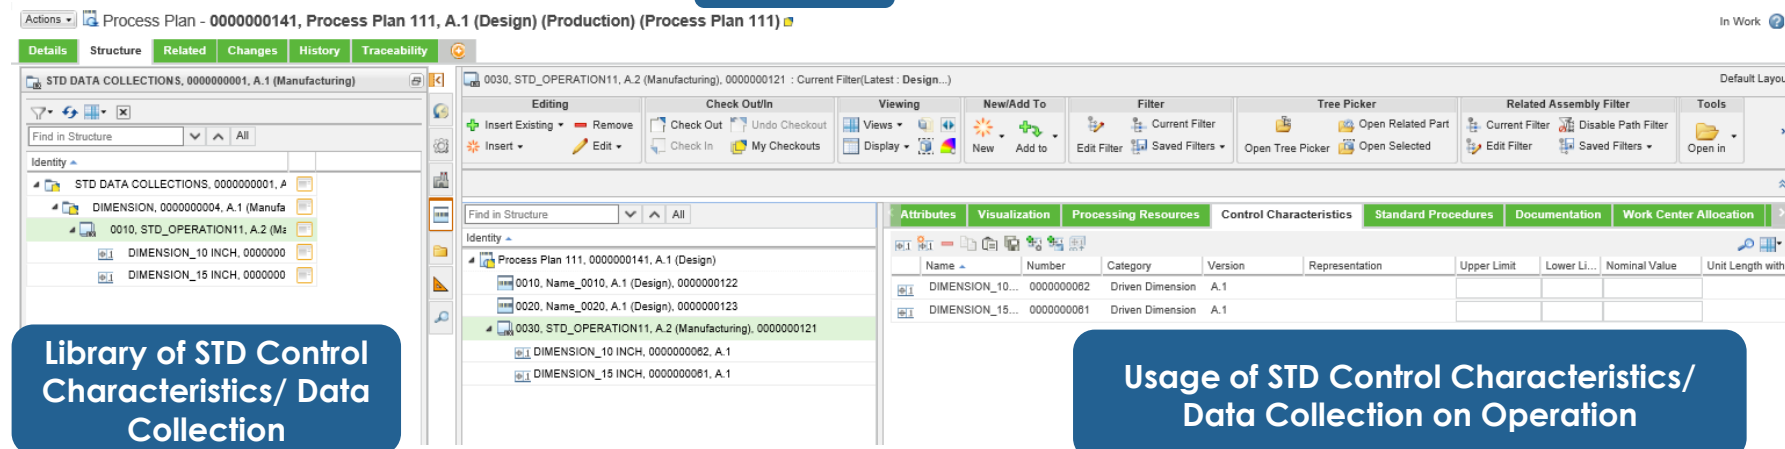 Actions Process Plan - 0000000141, Process Plan 111, A.1 (Design) (Production) (Process Plan 111)
In Work
Details Structure Related Changes History Traceability
STD DATA COLLECTIONS, 0000000001, A.1 (Manufacturing)
Find in Structure All
Identity
STD DATA COLLECTIONS, 0000000001, A
DIMENSION, 0000000004, A.1 (Manufa
0010, STD_OPERATION11, A.2 (Ma
DIMENSION_10 INCH, 0000000
DIMENSION_15 INCH, 0000000
Library of STD Control
Characteristics/ Data
Collection
0030, STD_OPERATION11, A.2 (Manufacturing), 0000000121 : Current Filter(Latest : Design...)
Default Layou
Editing Check Out/In Viewing New/Add To Filter Tree Picker Related Assembly Filter Tools
Insert Existing Remove Check Out Undo Checkout Views Current Filter Open Related Part Current Filter Disable Path Filter
Insert Edit Check In My Checkouts Display New Add to Edit Filter Saved Filters Open Tree Picker Open Selected Edit Filter Saved Filters Open in
Find in Structure All
Identity
Process Plan 111, 0000000141, A.1 (Design)
0010, Name_0010, A.1 (Design), 0000000122
0020, Name_0020, A.1 (Design), 0000000123
0030, STD_OPERATION11, A.2 (Manufacturing), 0000000121
DIMENSION_10 INCH, 0000000062, A.1
DIMENSION_15 INCH, 0000000061, A.1
Attributes Visualization Processing Resources Control Characteristics Standard Procedures Documentation Work Center Allocation
Name Number Category Version Representation Upper Limit Lower Li... Nominal Value Unit Length with
DIMENSION_10... 0000000062 Driven Dimension A.1
DIMENSION_15... 0000000061 Driven Dimension A.1
Usage of STD Control Characteristics/
Data Collection on Operation